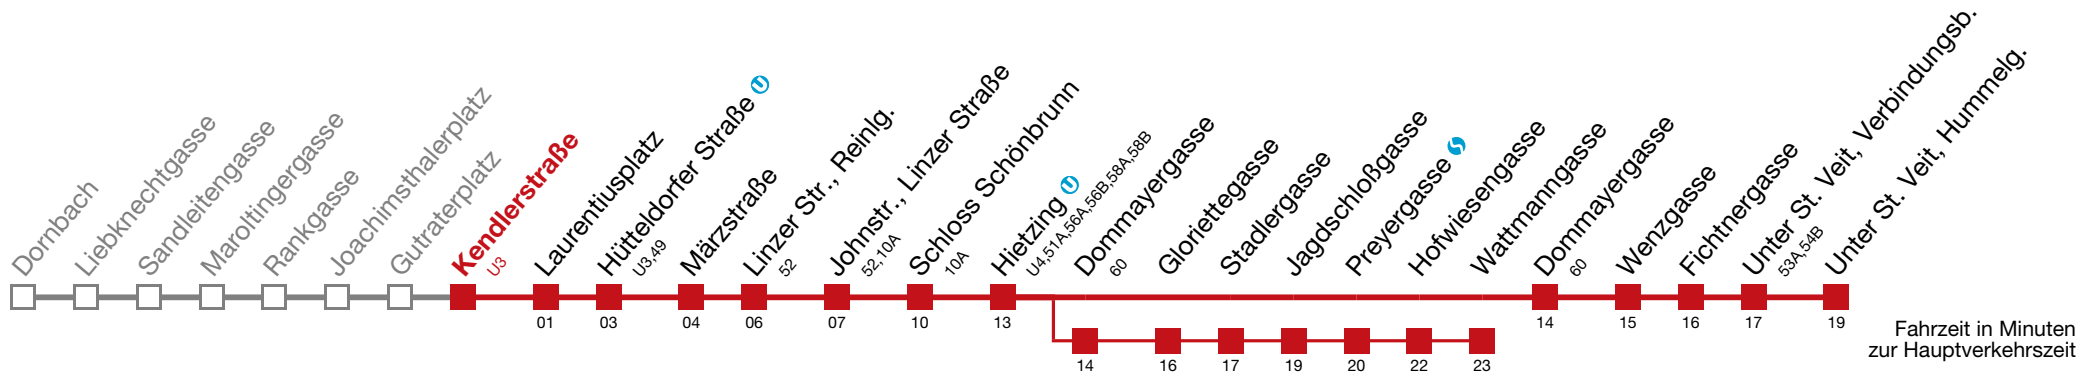 Dornbach
Liebknechtgasse
Sandleitengasse
Maroltingergasse
Rankgasse
Joachimsthalerplatz
Gutraterplatz
Kendlerstraße
U3
Laurentiusplatz
Hütteldorfer Straße U
U3,49
Märzstraße
Linzer Str., Reinlg.
52
Johnstr., Linzer Straße
52,10A
Schloss Schönbrunn
10A
Hietzing U
U4,51A,56A,56B,58A,58B
Dommayergasse
60
Gloriettegasse
Stadlergasse
Jagdschloßgasse
Preyergasse S
Hofwiesengasse
Wattmanngasse
Dommayergasse
60
Wenzgasse
Fichtnergasse
Unter St. Veit, Verbindungsb.
53A,54B
Unter St. Veit, Hummelg.
01 03 04 06 07 10 13 14 15 16 17 19
14 16 17 19 20 22 23
Fahrzeit in Minuten
zur Hauptverkehrszeit